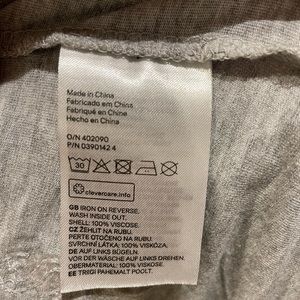 Made in China
Fabricado em China
Fabriqué en Chine
Hecho en China
O/N 402090
P/N 0390142 4
30
clevercare.info
GB IRON ON REVERSE.
WASH INSIDE OUT.
SHELL: 100% VISCOSE.
CZ ŽEHLIT NA RUBU.
PERTE OTOČENO NA RUBU.
SVRCHNÍ LÁTKA: 100% VISKÓZA.
DE AUF LINKS BÜGELN.
VOR DER WÄSCHE AUF LINKS DREHEN.
OBERMATERIAL: 100% VISKOSE.
EE TRIGI PAHEMALT POOLT.